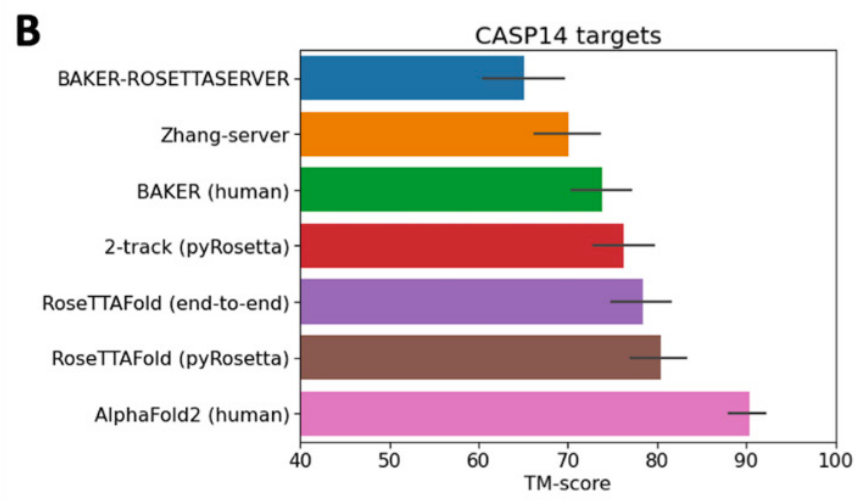 B
CASP14 targets
BAKER-ROSETTASERVER
Zhang-server
BAKER (human)
2-track (pyRosetta)
RoseTTAFold (end-to-end)
RoseTTAFold (pyRosetta)
AlphaFold2 (human)
40 50 60 70 80 90 100
TM-score